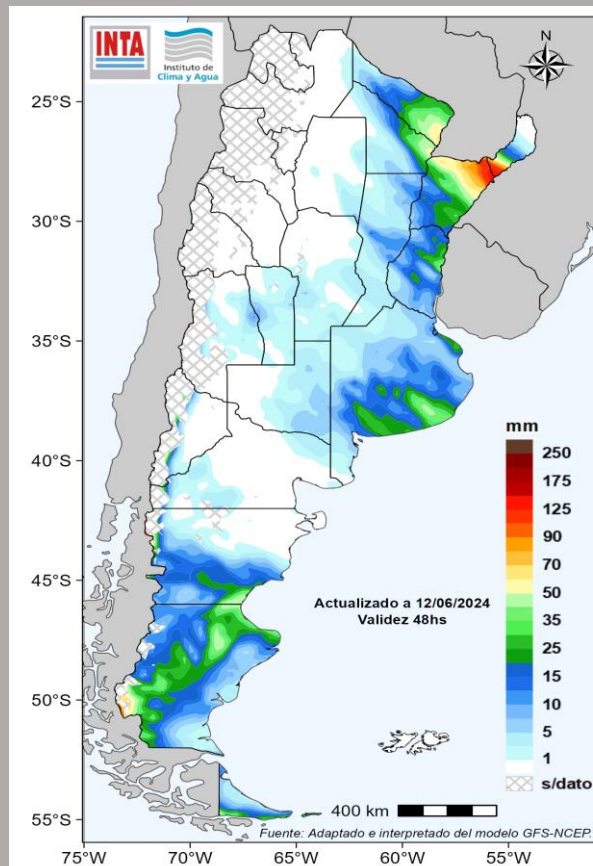 INTA
Instituto de
Clima y Agua
25°S
30°S
35°S
40°S
45°S
50°S
55°S
mm
250
175
125
90
70
50
35
20
15
10
5
1
s/dato
Actualizado a 12/06/2024
Validez 48hs
400 km
Fuente: Adaptado e interpretado del modelo GFS-NCEP.
75°W
70°W
65°W
60°W
55°W